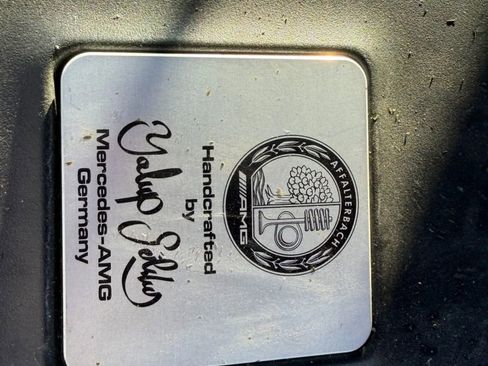 AFFALTERBACH
AMG
Handcrafted
by
Mercedes-AMG
Germany